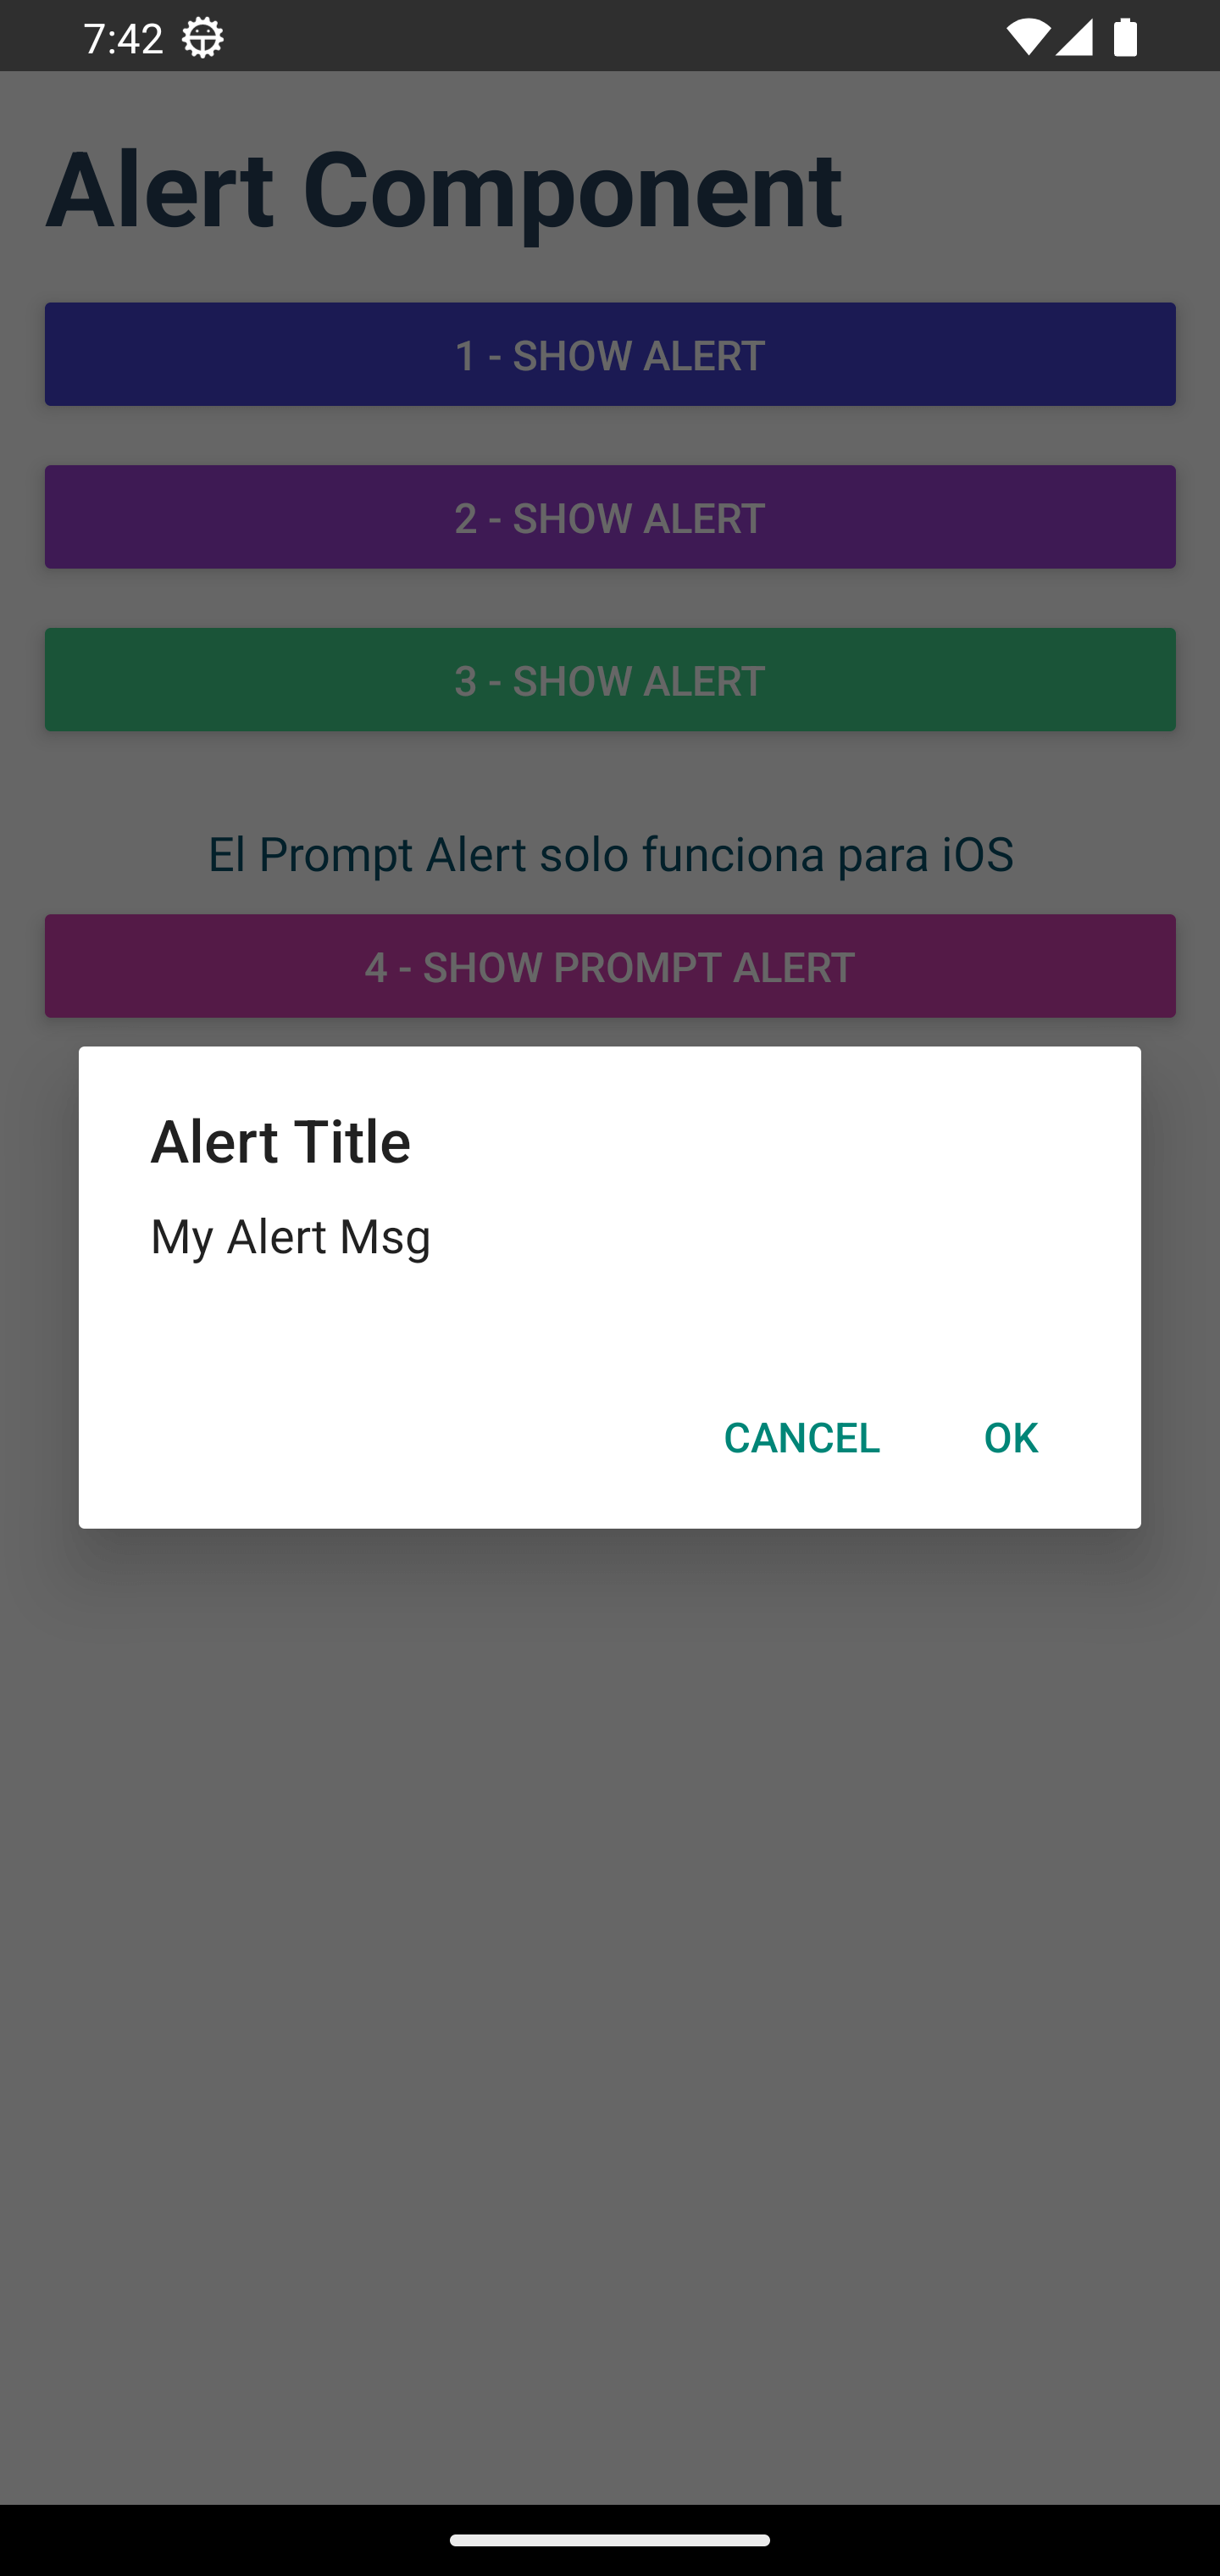 7:42
Alert Component
1 - SHOW ALERT
2 - SHOW ALERT
3 - SHOW ALERT
El Prompt Alert solo funciona para iOS
4 - SHOW PROMPT ALERT
Alert Title
My Alert Msg
CANCEL OK